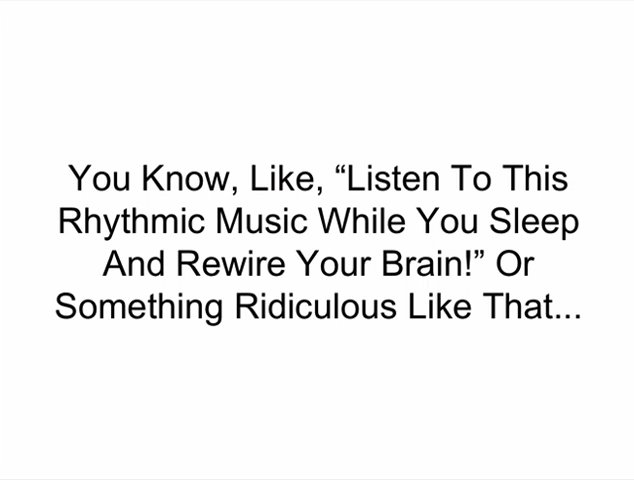 You Know, Like, “Listen To This
Rhythmic Music While You Sleep
And Rewire Your Brain!” Or
Something Ridiculous Like That...